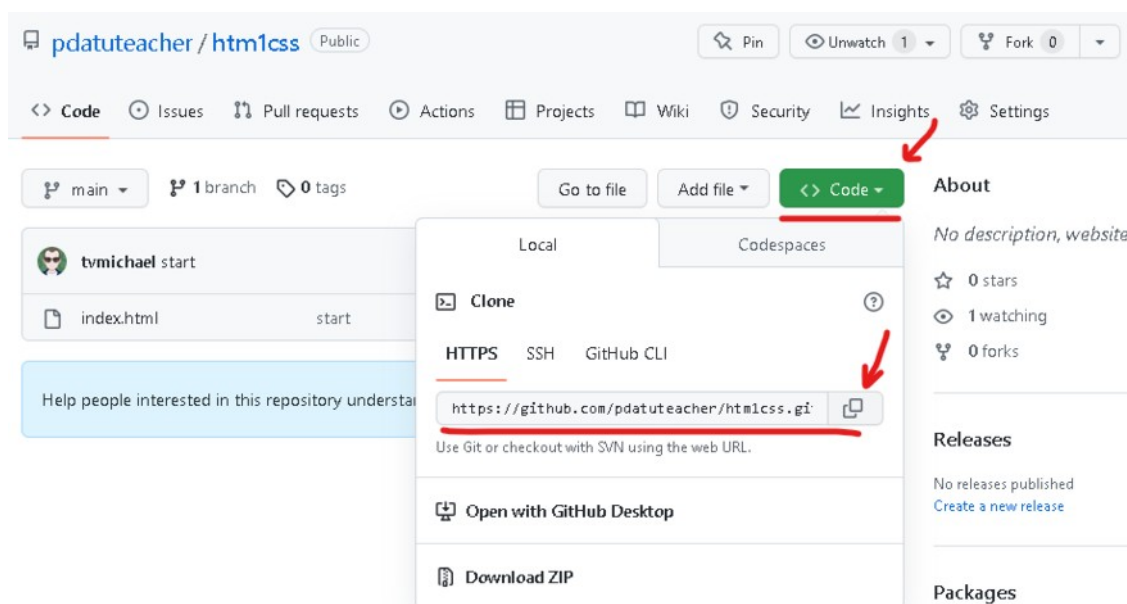 pdatuteacher / htm1css Public
Pin
Unwatch 1
Fork 0
Code
Issues
Pull requests
Actions
Projects
Wiki
Security
Insights
Settings
main
1 branch
0 tags
Go to file
Add file
Code
tvmichael start
index.html start
Help people interested in this repository understa
Local
Codespaces
Clone
HTTPS
SSH
GitHub CLI
https://github.com/pdatuteacher/htm1css.gi
Use Git or checkout with SVN using the web URL.
Open with GitHub Desktop
Download ZIP
About
No description, website
0 stars
1 watching
0 forks
Releases
No releases published
Create a new release
Packages